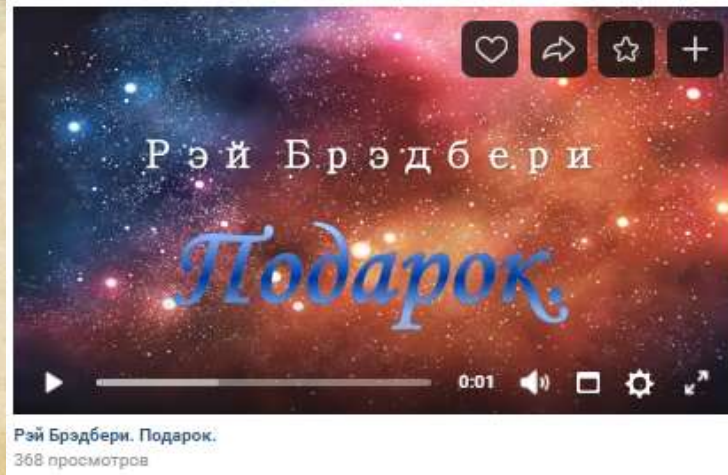 Рэй Брэдбери
Подарок.
0:01
Рэй Брэдбери. Подарок.
368 просмотров